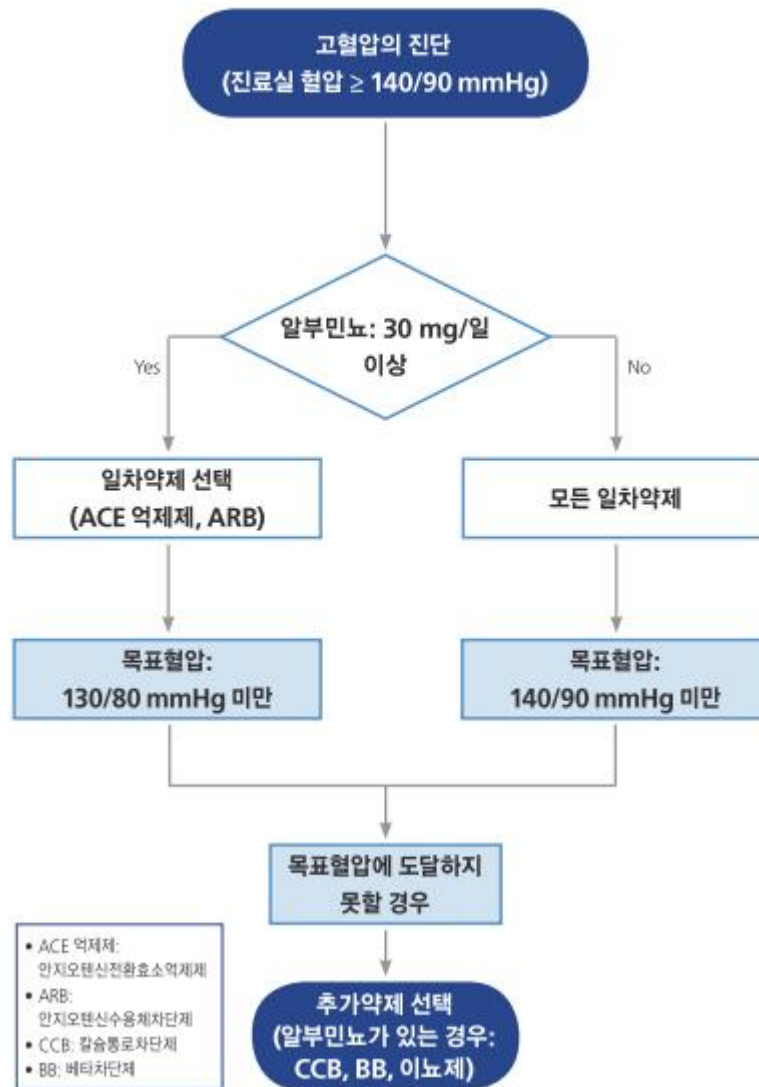 고혈압의 진단
(진료실 혈압 ≥ 140/90 mmHg)
알부민뇨: 30 mg/일
이상
Yes
No
일차약제 선택
(ACE 억제제, ARB)
모든 일차약제
목표혈압:
130/80 mmHg 미만
목표혈압:
140/90 mmHg 미만
목표혈압에 도달하지
못할 경우
• ACE 억제제:
안지오텐신전환효소억제제
• ARB:
안지오텐신수용체차단제
• CCB: 칼슘통로차단제
• BB: 베타차단제
추가약제 선택
(알부민뇨가 있는 경우:
CCB, BB, 이뇨제)